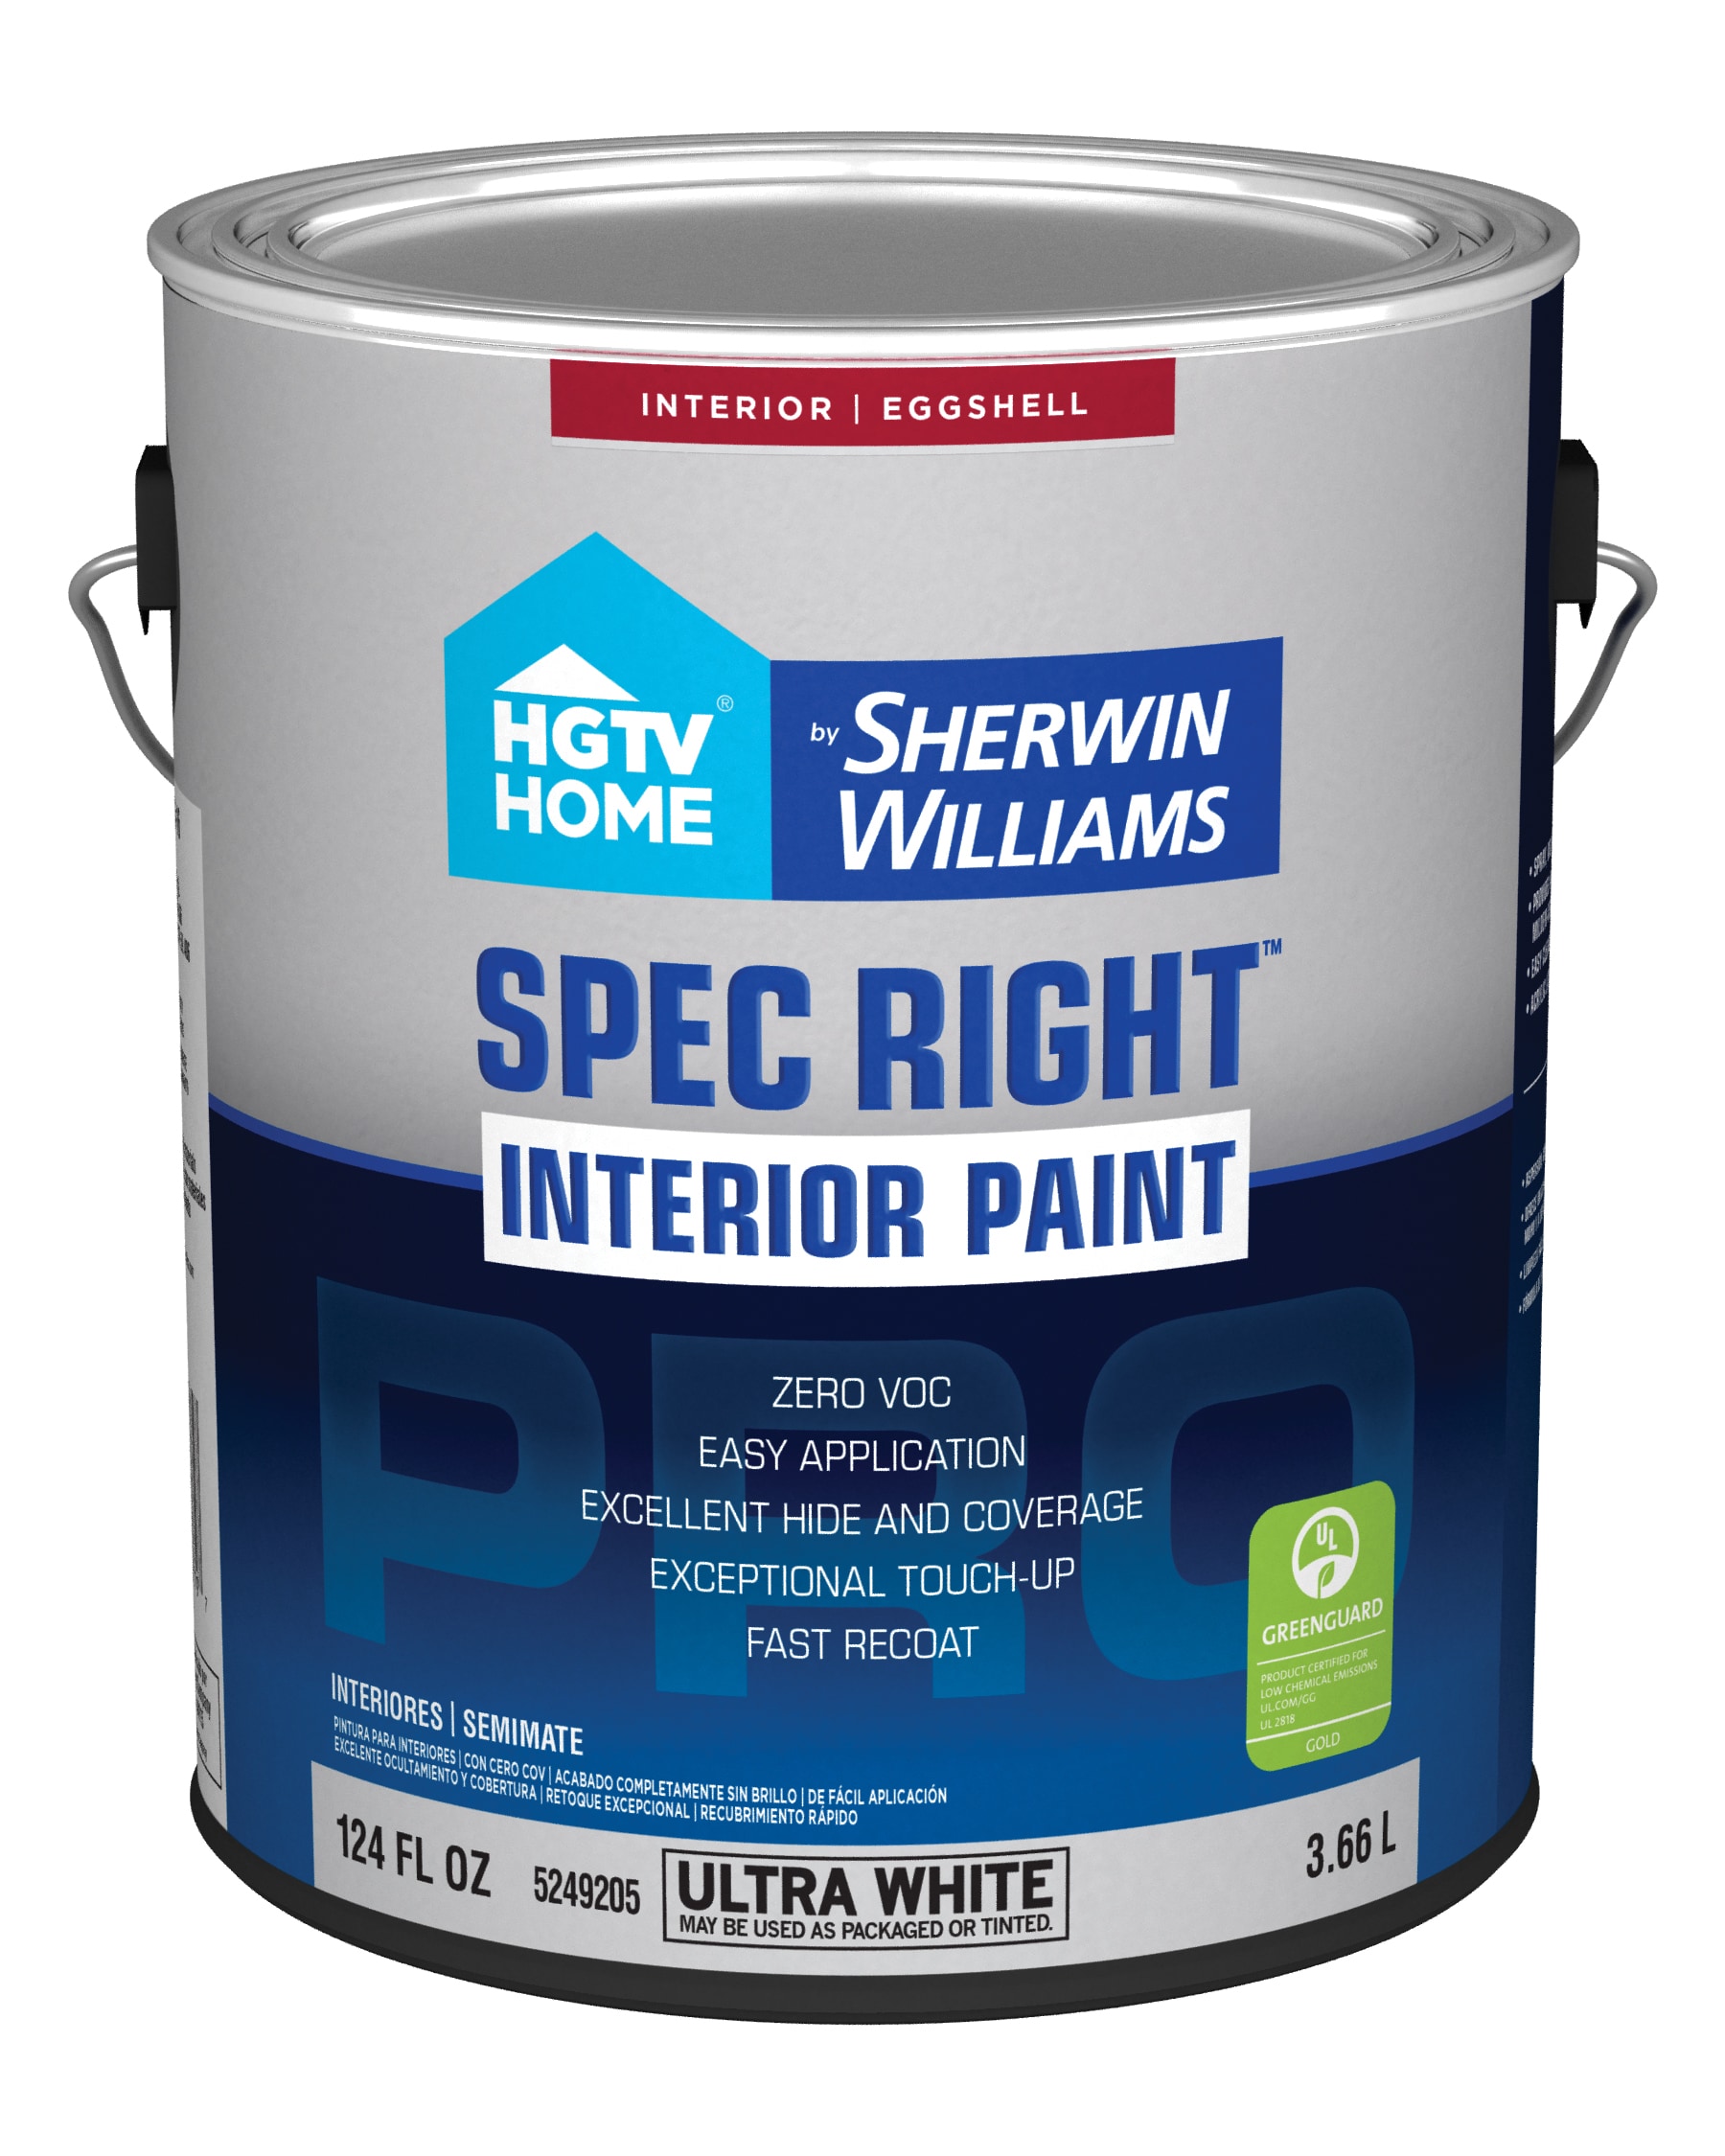 INTERIOR | EGGSHELL
HGTV®
HOME
by SHERWIN
WILLIAMS
SPEC RIGHT™
INTERIOR PAINT
PRO
ZERO VOC
EASY APPLICATION
EXCELLENT HIDE AND COVERAGE
EXCEPTIONAL TOUCH-UP
FAST RECOAT
UL
GREENGUARD
PRODUCT CERTIFIED FOR
LOW CHEMICAL EMISSIONS
UL.COM/GG
UL 2818
GOLD
INTERIORES | SEMIMATE
PINTURA PARA INTERIORES | CON CERO COV | ACABADO COMPLETAMENTE SIN BRILLO | DE FÁCIL APLICACIÓN
EXCELENTE OCULTAMIENTO Y COBERTURA | RETOQUE EXCEPCIONAL | RECUBRIMIENTO RÁPIDO
124 FL OZ
5249205
ULTRA WHITE
MAY BE USED AS PACKAGED OR TINTED.
3.66 L